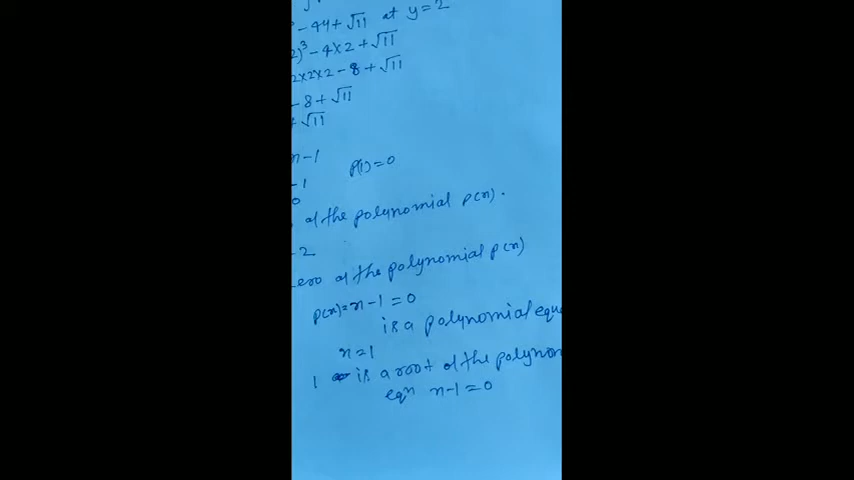 - 4y + √11 at y = 2
2)³ - 4×2 + √11
2×2×2 - 8 + √11
- 8 + √11
+ √11
x - 1
p(1) = 0
- 1
0
of the polynomial p(x).
- 2
zero of the polynomial p(x)
p(x) = x - 1 = 0
is a polynomial equ
x = 1
1 is a root of the polynom
eqn x - 1 = 0